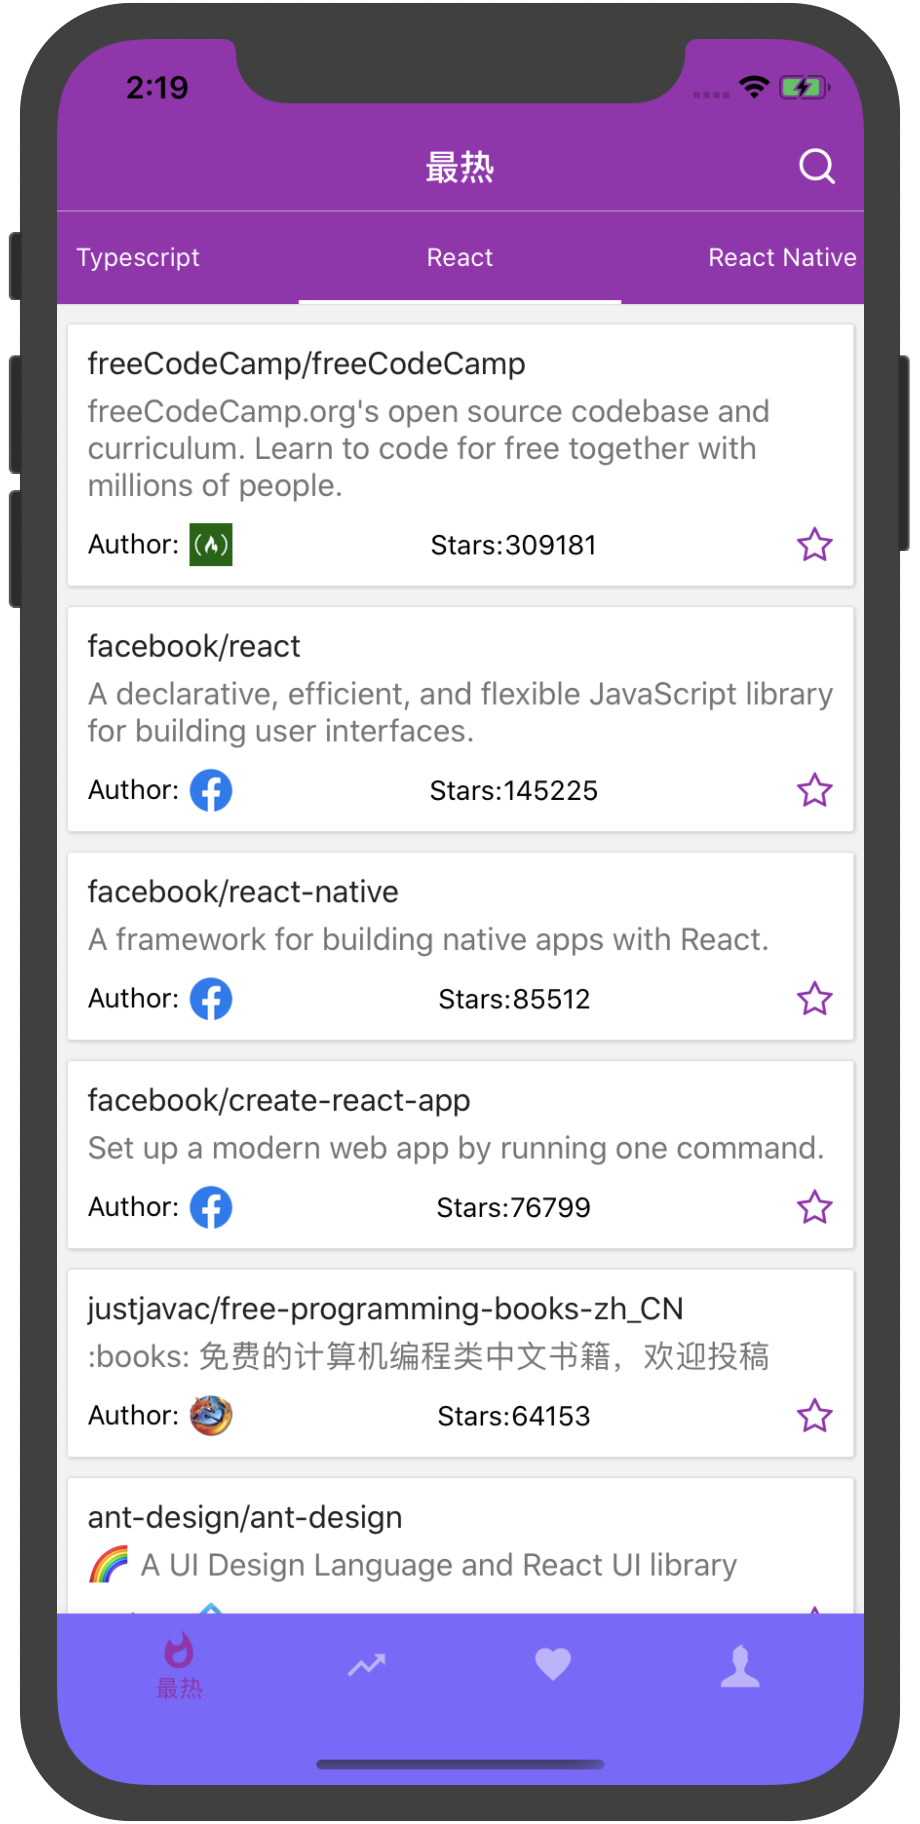 2:19
最热
Typescript React React Native
freeCodeCamp/freeCodeCamp
freeCodeCamp.org's open source codebase and
curriculum. Learn to code for free together with
millions of people.
Author: Stars:309181
facebook/react
A declarative, efficient, and flexible JavaScript library
for building user interfaces.
Author: Stars:145225
facebook/react-native
A framework for building native apps with React.
Author: Stars:85512
facebook/create-react-app
Set up a modern web app by running one command.
Author: Stars:76799
justjavac/free-programming-books-zh_CN
:books: 免费的计算机编程类中文书籍，欢迎投稿
Author: Stars:64153
ant-design/ant-design
🌈 A UI Design Language and React UI library
最热